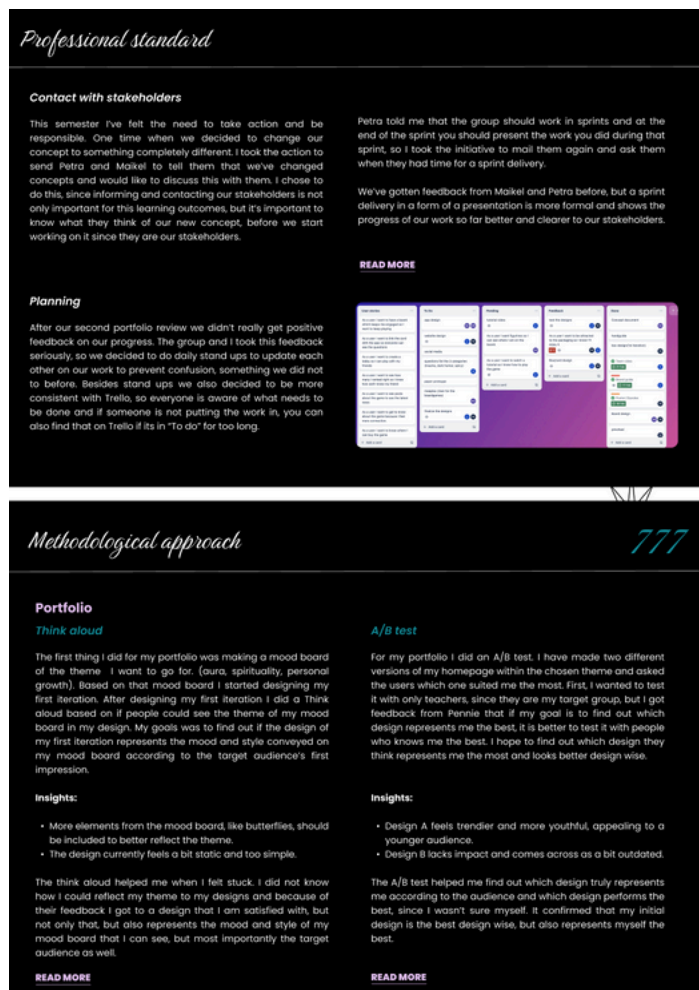 Professional standard
Contact with stakeholders
This semester I've felt the need to take action and be
responsible. One time when we decided to change our
concept to something completely different. I took the action to
send Petra and Maikel to tell them that we've changed
concepts and would like to discuss this with them. I chose to
do this, since informing and contacting our stakeholders is not
only important for this learning outcomes, but it's important to
know what they think of our new concept, before we start
working on it since they are our stakeholders.
Petra told me that the group should work in sprints and at the
end of the sprint you should present the work you did during that
sprint, so I took the initiative to mail them again and ask them
when they had time for a sprint delivery.
We've gotten feedback from Maikel and Petra before, but a sprint
delivery in a form of a presentation is more formal and shows the
progress of our work so far better and clearer to our stakeholders.
READ MORE
Planning
After our second portfolio review we didn't really get positive
feedback on our progress. The group and I took this feedback
seriously, so we decided to do daily stand ups to update each
other on our work to prevent confusion, something we did not
to before. Besides stand ups we also decided to be more
consistent with Trello, so everyone is aware of what needs to
be done and if someone is not putting the work in, you can
also find that on Trello if its in "To do" for too long.
To do
Pending
Feedback
+ Add a card
+ Add a card
+ Add a card
+ Add a card
+ Add a card
Methodological approach
777
Portfolio
Think aloud
The first thing I did for my portfolio was making a mood board
of the theme I want to go for. (aura, spirituality, personal
growth). Based on that mood board I started designing my
first iteration. After designing my first iteration I did a Think
aloud based on if people could see the theme of my mood
board in my design. My goals was to find out if the design of
my first iteration represents the mood and style conveyed on
my mood board according to the target audience's first
impression.
Insights:
• More elements from the mood board, like butterflies, should
be included to better reflect the theme.
• The design currently feels a bit static and too simple.
The think aloud helped me when I felt stuck. I did not know
how I could reflect my theme to my designs and because of
their feedback I got to a design that I am satisfied with, but
not only that, but also represents the mood and style of my
mood board that I can see, but most importantly the target
audience as well.
READ MORE
A/B test
For my portfolio I did an A/B test. I have made two different
versions of my homepage within the chosen theme and asked
the users which one suited me the most. First, I wanted to test
it with only teachers, since they are my target group, but I got
feedback from Pennie that if my goal is to find out which
design represents me the best, it is better to test it with people
who knows me the best. I hope to find out which design they
think represents me the most and looks better design wise.
Insights:
• Design A feels trendier and more youthful, appealing to a
younger audience.
• Design B lacks impact and comes across as a bit outdated.
The A/B test helped me find out which design truly represents
me according to the audience and which design performs the
best, since I wasn't sure myself. It confirmed that my initial
design is the best design wise, but also represents myself the
best.
READ MORE